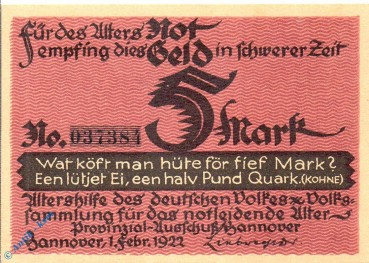 Für des Alters Not
empfing dies Geld in schwerer Zeit
5 Mark
No. 037384
Wat köft man hüte för fief Mark?
Een lütjet Ei, een halv Pund Quark. (KOHNE)
Altershilfe des deutschen Volkes ~ Volks-
sammlung für das notleidende Alter ~
Provinzial-Ausschuß Hannover
Hannover, 1. Febr. 1922